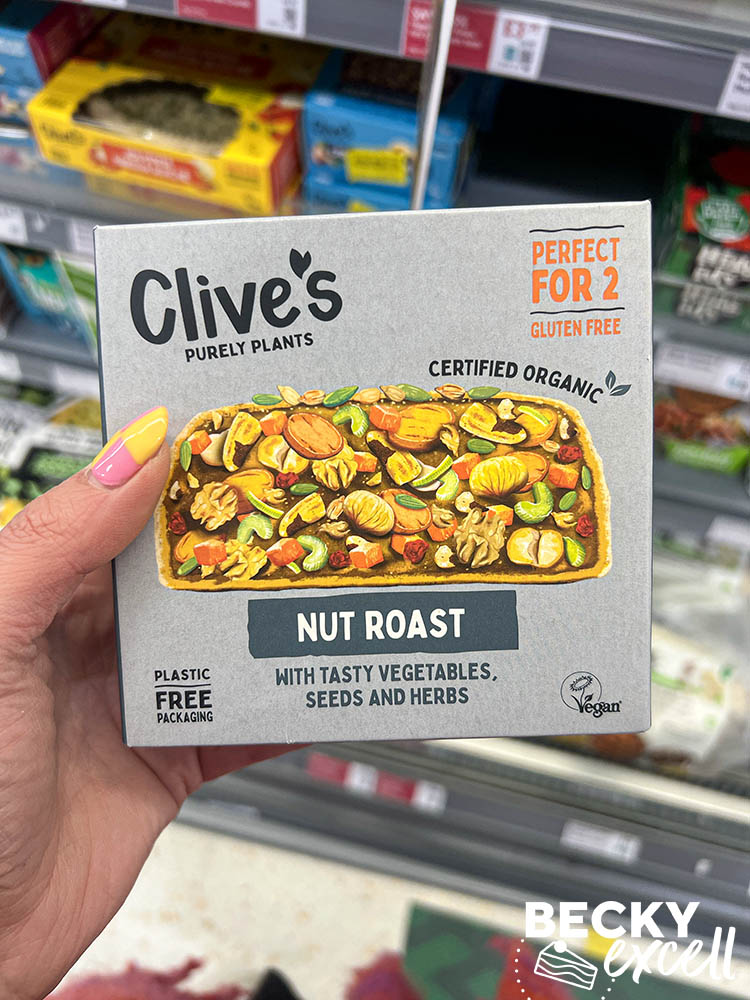 Clive's
PURELY PLANTS
PERFECT
FOR 2
GLUTEN FREE
CERTIFIED ORGANIC
NUT ROAST
WITH TASTY VEGETABLES,
SEEDS AND HERBS
PLASTIC
FREE
PACKAGING
Vegan
Clive's
BECKY
excell